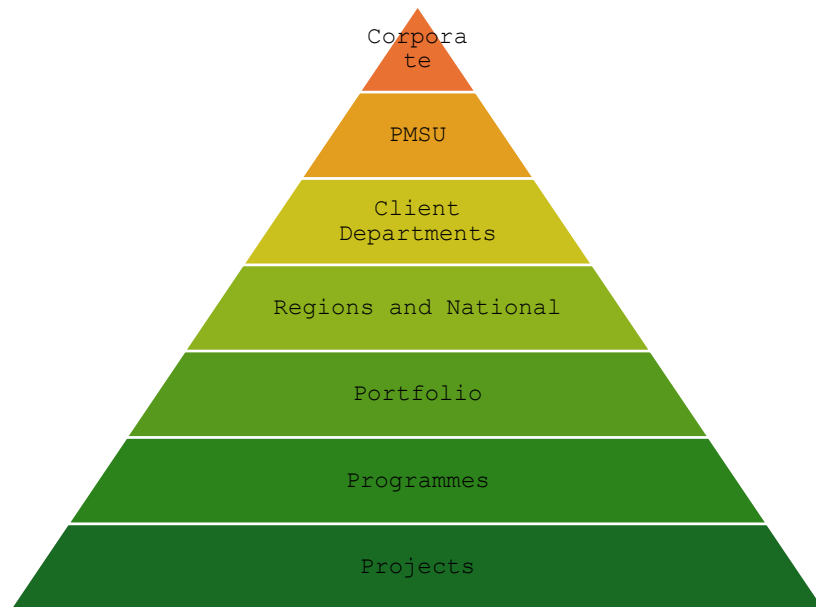 Corpora
te
PMSU
Client
Departments
Regions and National
Portfolio
Programmes
Projects